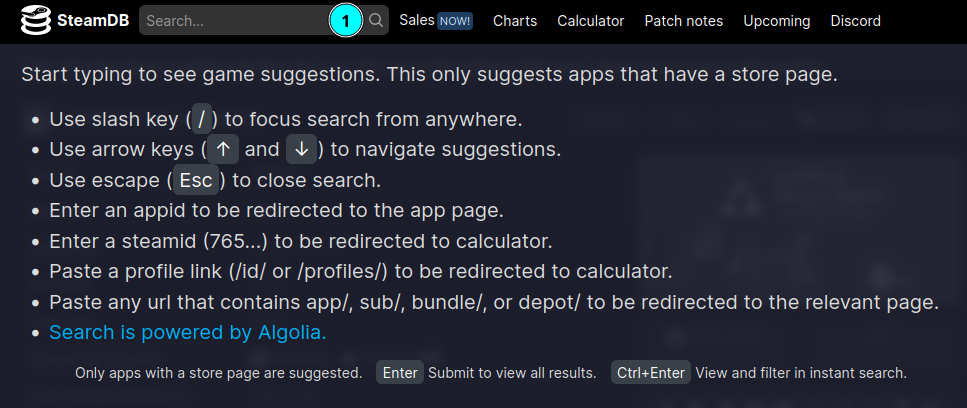 SteamDB Search... 1 Sales NOW! Charts Calculator Patch notes Upcoming Discord
Start typing to see game suggestions. This only suggests apps that have a store page.
• Use slash key ( / ) to focus search from anywhere.
• Use arrow keys ( ↑ and ↓ ) to navigate suggestions.
• Use escape ( Esc ) to close search.
• Enter an appid to be redirected to the app page.
• Enter a steamid (765...) to be redirected to calculator.
• Paste a profile link (/id/ or /profiles/) to be redirected to calculator.
• Paste any url that contains app/, sub/, bundle/, or depot/ to be redirected to the relevant page.
• Search is powered by Algolia.
Only apps with a store page are suggested. Enter Submit to view all results. Ctrl+Enter View and filter in instant search.